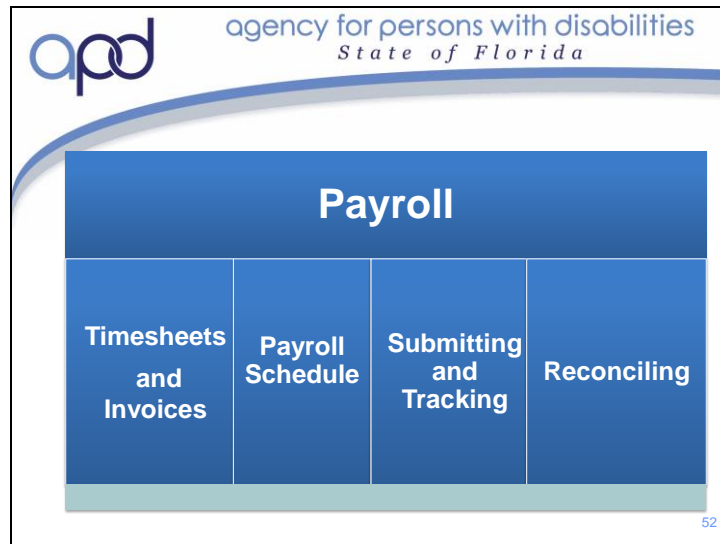 apd
agency for persons with disabilities
State of Florida
Payroll
Timesheets
and
Invoices
Payroll
Schedule
Submitting
and
Tracking
Reconciling
52